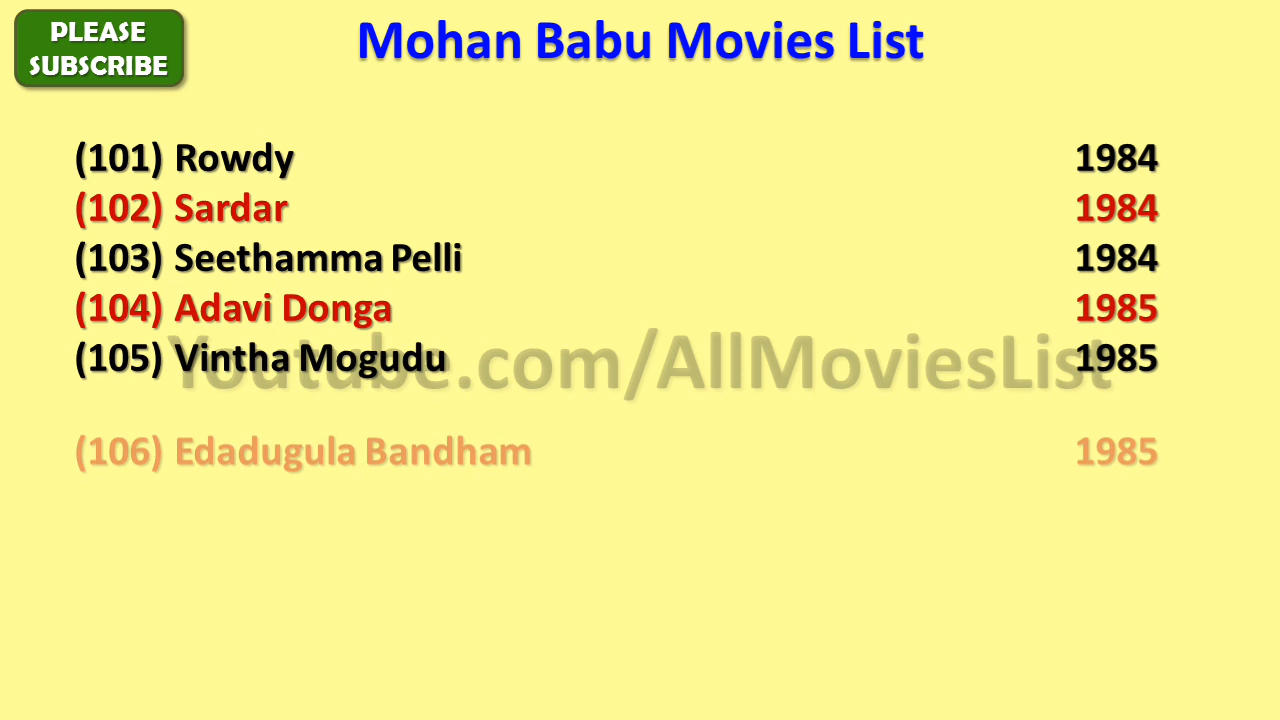 PLEASE
SUBSCRIBE
Mohan Babu Movies List
(101) Rowdy 1984
(102) Sardar 1984
(103) Seethamma Pelli 1984
(104) Adavi Donga 1985
(105) Vintha Mogudu 1985
Youtube.com/AllMoviesList
(106) Edadugula Bandham 1985